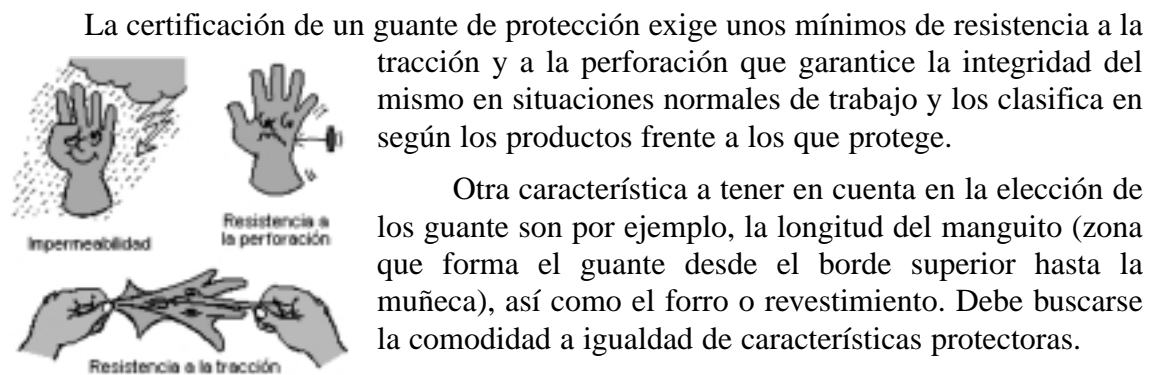 La certificación de un guante de protección exige unos mínimos de resistencia a la
tracción y a la perforación que garantice la integridad del
mismo en situaciones normales de trabajo y los clasifica en
según los productos frente a los que protege.
Otra característica a tener en cuenta en la elección de
los guante son por ejemplo, la longitud del manguito (zona
que forma el guante desde el borde superior hasta la
muñeca), así como el forro o revestimiento. Debe buscarse
la comodidad a igualdad de características protectoras.
Impermeabilidad
Resistencia a
la perforación
Resistencia a la tracción